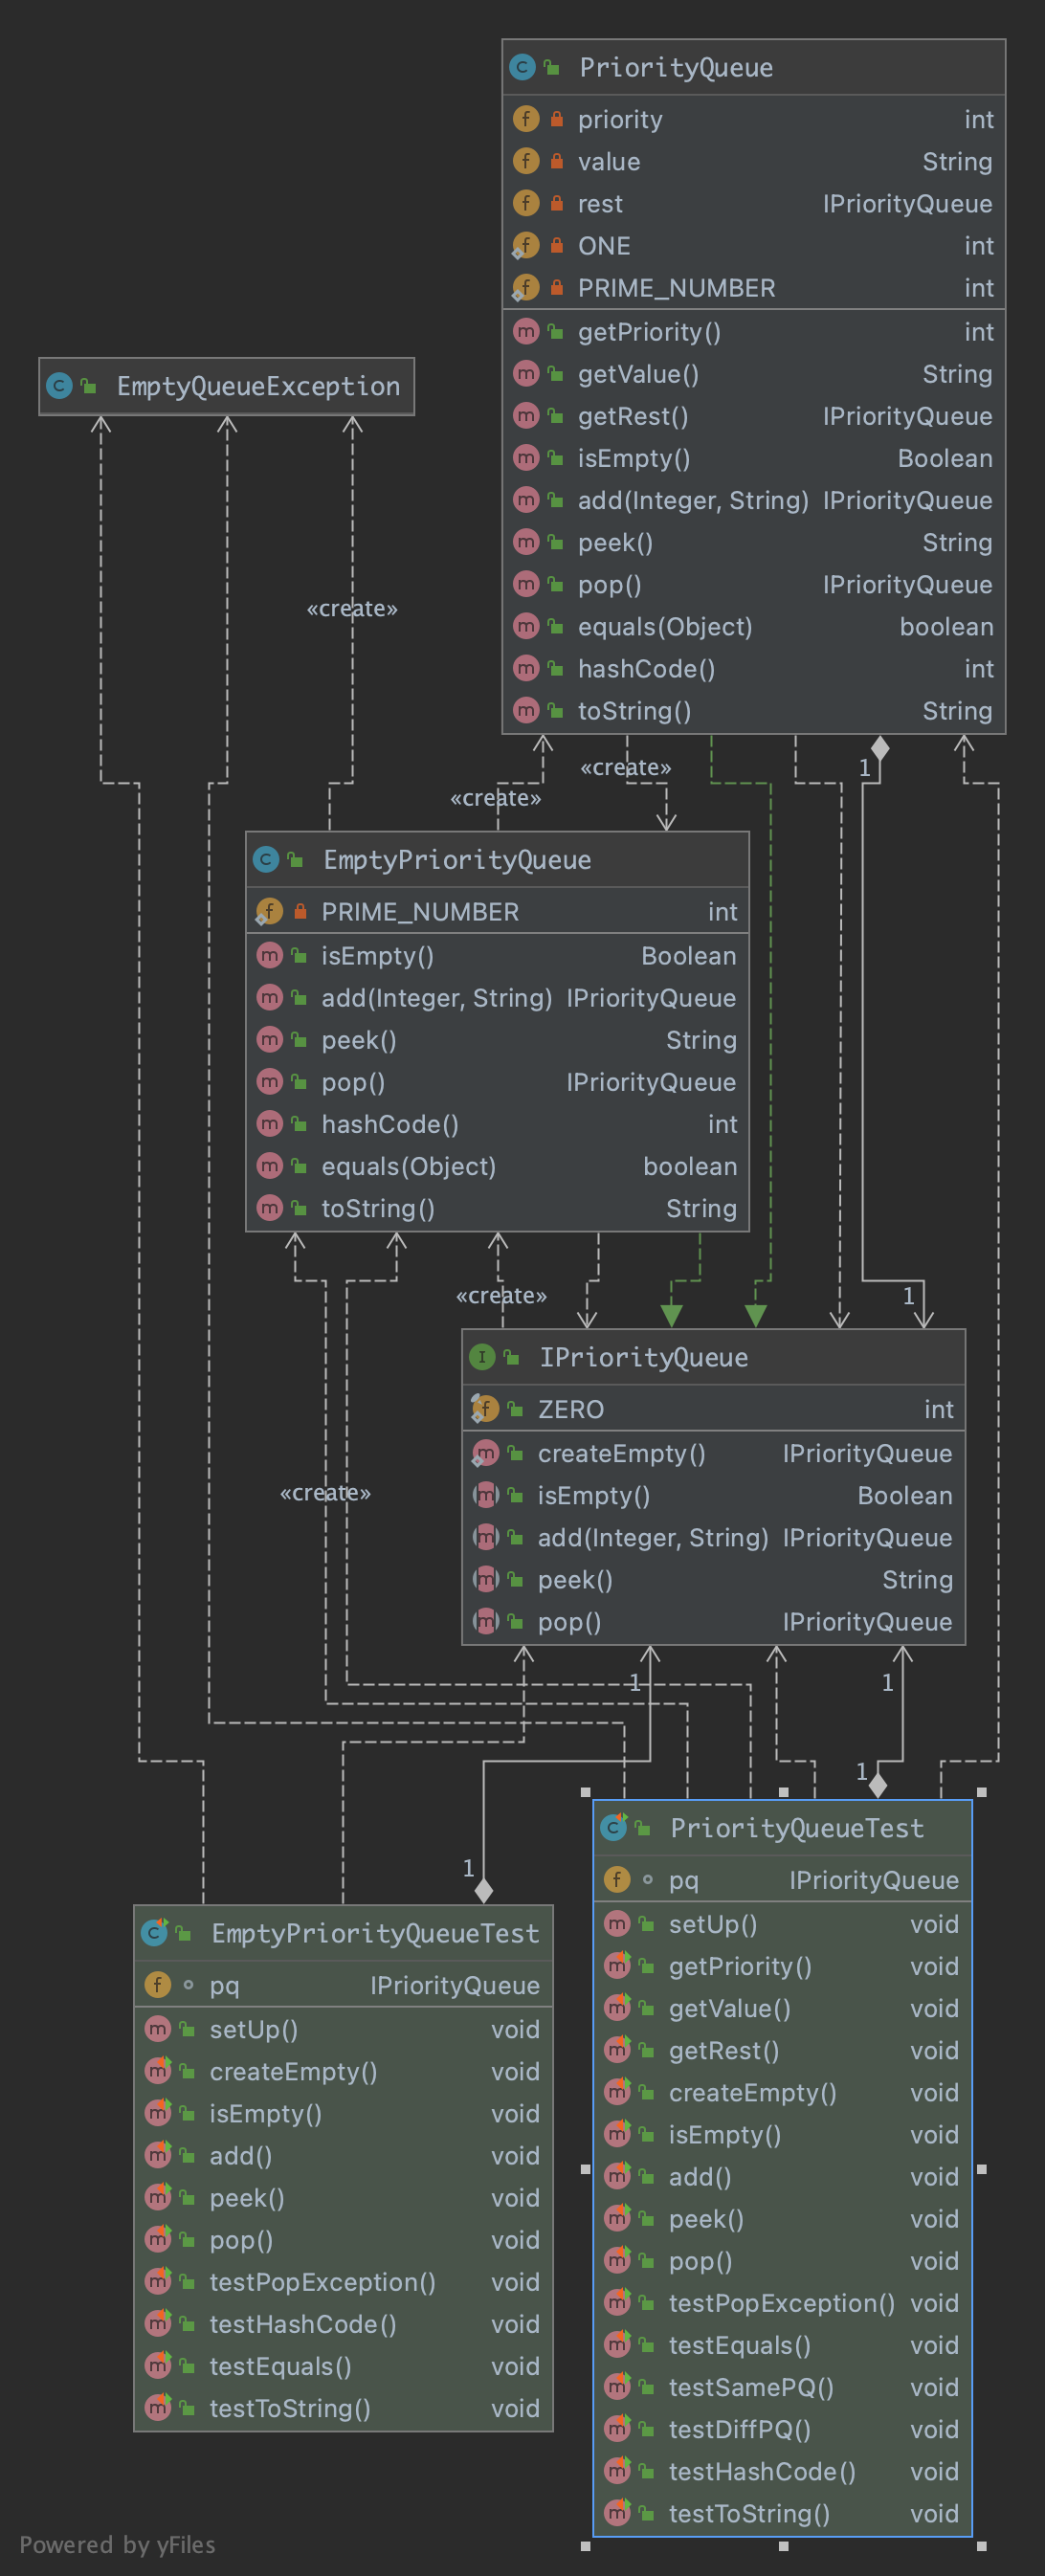 PriorityQueue
priority int
value String
rest IPriorityQueue
ONE int
PRIME_NUMBER int
getPriority() int
getValue() String
getRest() IPriorityQueue
isEmpty() Boolean
add(Integer, String) IPriorityQueue
peek() String
pop() IPriorityQueue
equals(Object) boolean
hashCode() int
toString() String
EmptyQueueException
«create»
«create»
«create»
1
EmptyPriorityQueue
PRIME_NUMBER int
isEmpty() Boolean
add(Integer, String) IPriorityQueue
peek() String
pop() IPriorityQueue
hashCode() int
equals(Object) boolean
toString() String
«create»
1
IPriorityQueue
ZERO int
createEmpty() IPriorityQueue
isEmpty() Boolean
add(Integer, String) IPriorityQueue
peek() String
pop() IPriorityQueue
«create»
1
1
1
1
EmptyPriorityQueueTest
pq IPriorityQueue
setUp() void
createEmpty() void
isEmpty() void
add() void
peek() void
pop() void
testPopException() void
testHashCode() void
testEquals() void
testToString() void
PriorityQueueTest
pq IPriorityQueue
setUp() void
getPriority() void
getValue() void
getRest() void
createEmpty() void
isEmpty() void
add() void
peek() void
pop() void
testPopException() void
testEquals() void
testSamePQ() void
testDiffPQ() void
testHashCode() void
testToString() void
Powered by yFiles